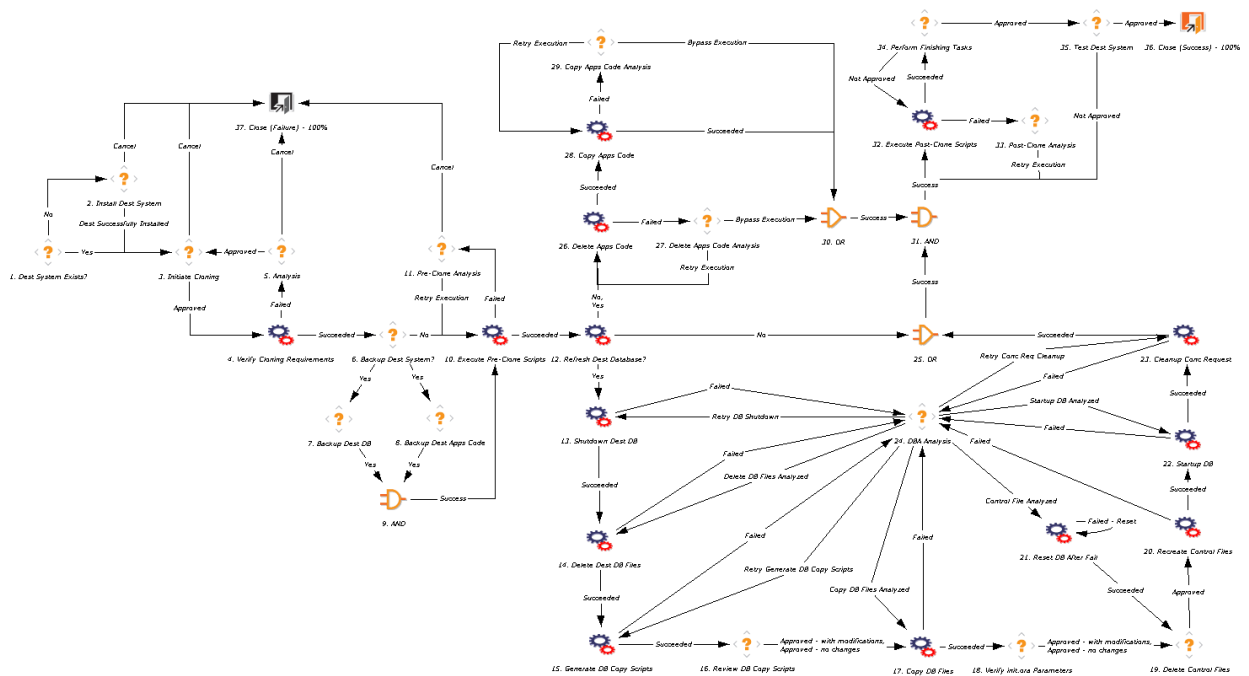 34. Perform Finishing Tasks
Approved
35. Test Dest System
Approved
36. Close (Success) - 100%
Retry Execution
Bypass Execution
29. Copy Apps Code Analysis
Not Approved
Succeeded
Failed
Not Approved
37. Close (Failure) - 100%
Succeeded
28. Copy Apps Code
32. Execute Post-Clone Scripts
Failed
33. Post-Clone Analysis
Retry Execution
Cancel
Cancel
Cancel
Cancel
Succeeded
Success
2. Install Dest System
Dest Successfully Installed
No
Failed
Bypass Execution
26. Delete Apps Code
27. Delete Apps Code Analysis
Retry Execution
30. OR
Success
31. AND
1. Dest System Exists?
Yes
3. Initiate Cloning
Approved
5. Analysis
11. Pre-Clone Analysis
Retry Execution
Approved
Failed
Failed
No,
Yes
Success
4. Verify Cloning Requirements
Succeeded
6. Backup Dest System?
No
10. Execute Pre-Clone Scripts
Succeeded
12. Refresh Dest Database?
No
25. OR
Succeeded
23. Cleanup Conc Request
Retry Conc Req Cleanup
Failed
Yes
Yes
Yes
Failed
Retry DB Shutdown
Startup DB Analyzed
Failed
Succeeded
7. Backup Dest DB
8. Backup Dest Apps Code
13. Shutdown Dest DB
24. DBA Analysis
Failed
22. Startup DB
Yes
Yes
Failed
Delete DB Files Analyzed
Succeeded
Control File Analyzed
Succeeded
9. AND
Success
14. Delete Dest DB Files
Failed
Failed
Failed - Reset
21. Reset DB After Fail
20. Recreate Control Files
Retry Generate DB Copy Scripts
Copy DB Files Analyzed
Succeeded
Succeeded
Approved
15. Generate DB Copy Scripts
Succeeded
16. Review DB Copy Scripts
Approved - with modifications,
Approved - no changes
17. Copy DB Files
Succeeded
18. Verify init.ora Parameters
Approved - with modifications,
Approved - no changes
19. Delete Control Files